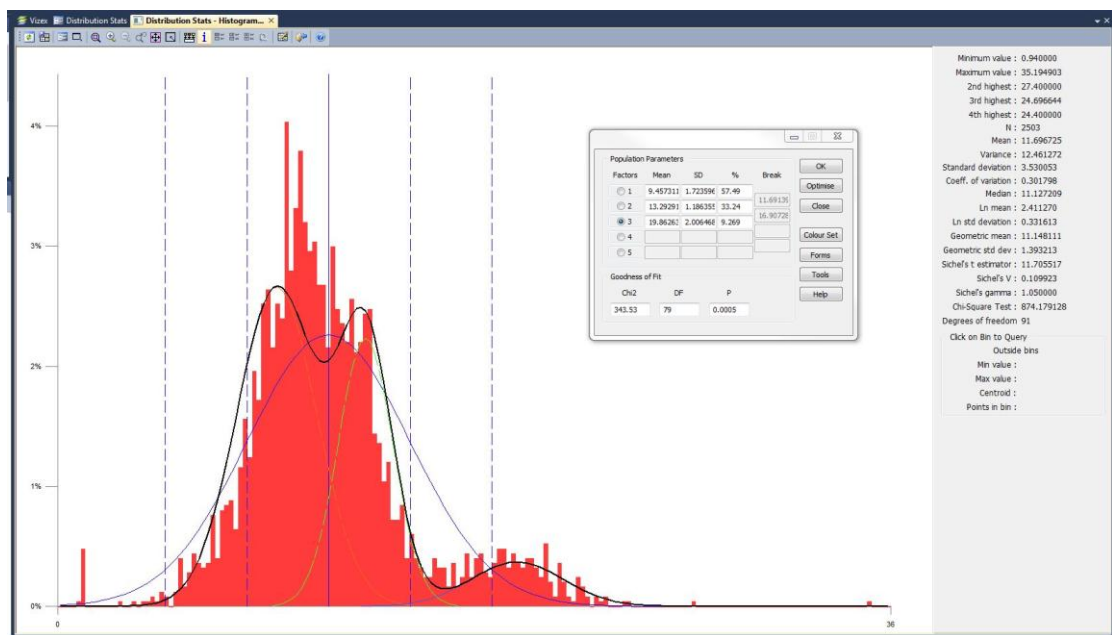 Vizex Distribution Stats Distribution Stats - Histogram... ×
4%
3%
2%
1%
0%
0 36
Population Parameters
Factors Mean SD % Break
1 9.457311 1.723596 57.49
11.69135
2 13.29291 1.186355 33.24
16.90728
3 19.86263 2.006468 9.269
4
5
Goodness of Fit
Chi2 DF P
343.53 79 0.0005
OK
Optimise
Close
Colour Set
Forms
Tools
Help
Minimum value : 0.940000
Maximum value : 35.194903
2nd highest : 27.400000
3rd highest : 24.696644
4th highest : 24.400000
N : 2503
Mean : 11.696725
Variance : 12.461272
Standard deviation : 3.530053
Coeff. of variation : 0.301798
Median : 11.127209
Ln mean : 2.411270
Ln std deviation : 0.331613
Geometric mean : 11.148111
Geometric std dev : 1.393213
Sichel's t estimator : 11.705517
Sichel's V : 0.109923
Sichel's gamma : 1.050000
Chi-Square Test : 874.179128
Degrees of freedom 91
Click on Bin to Query
Outside bins
Min value :
Max value :
Centroid :
Points in bin :